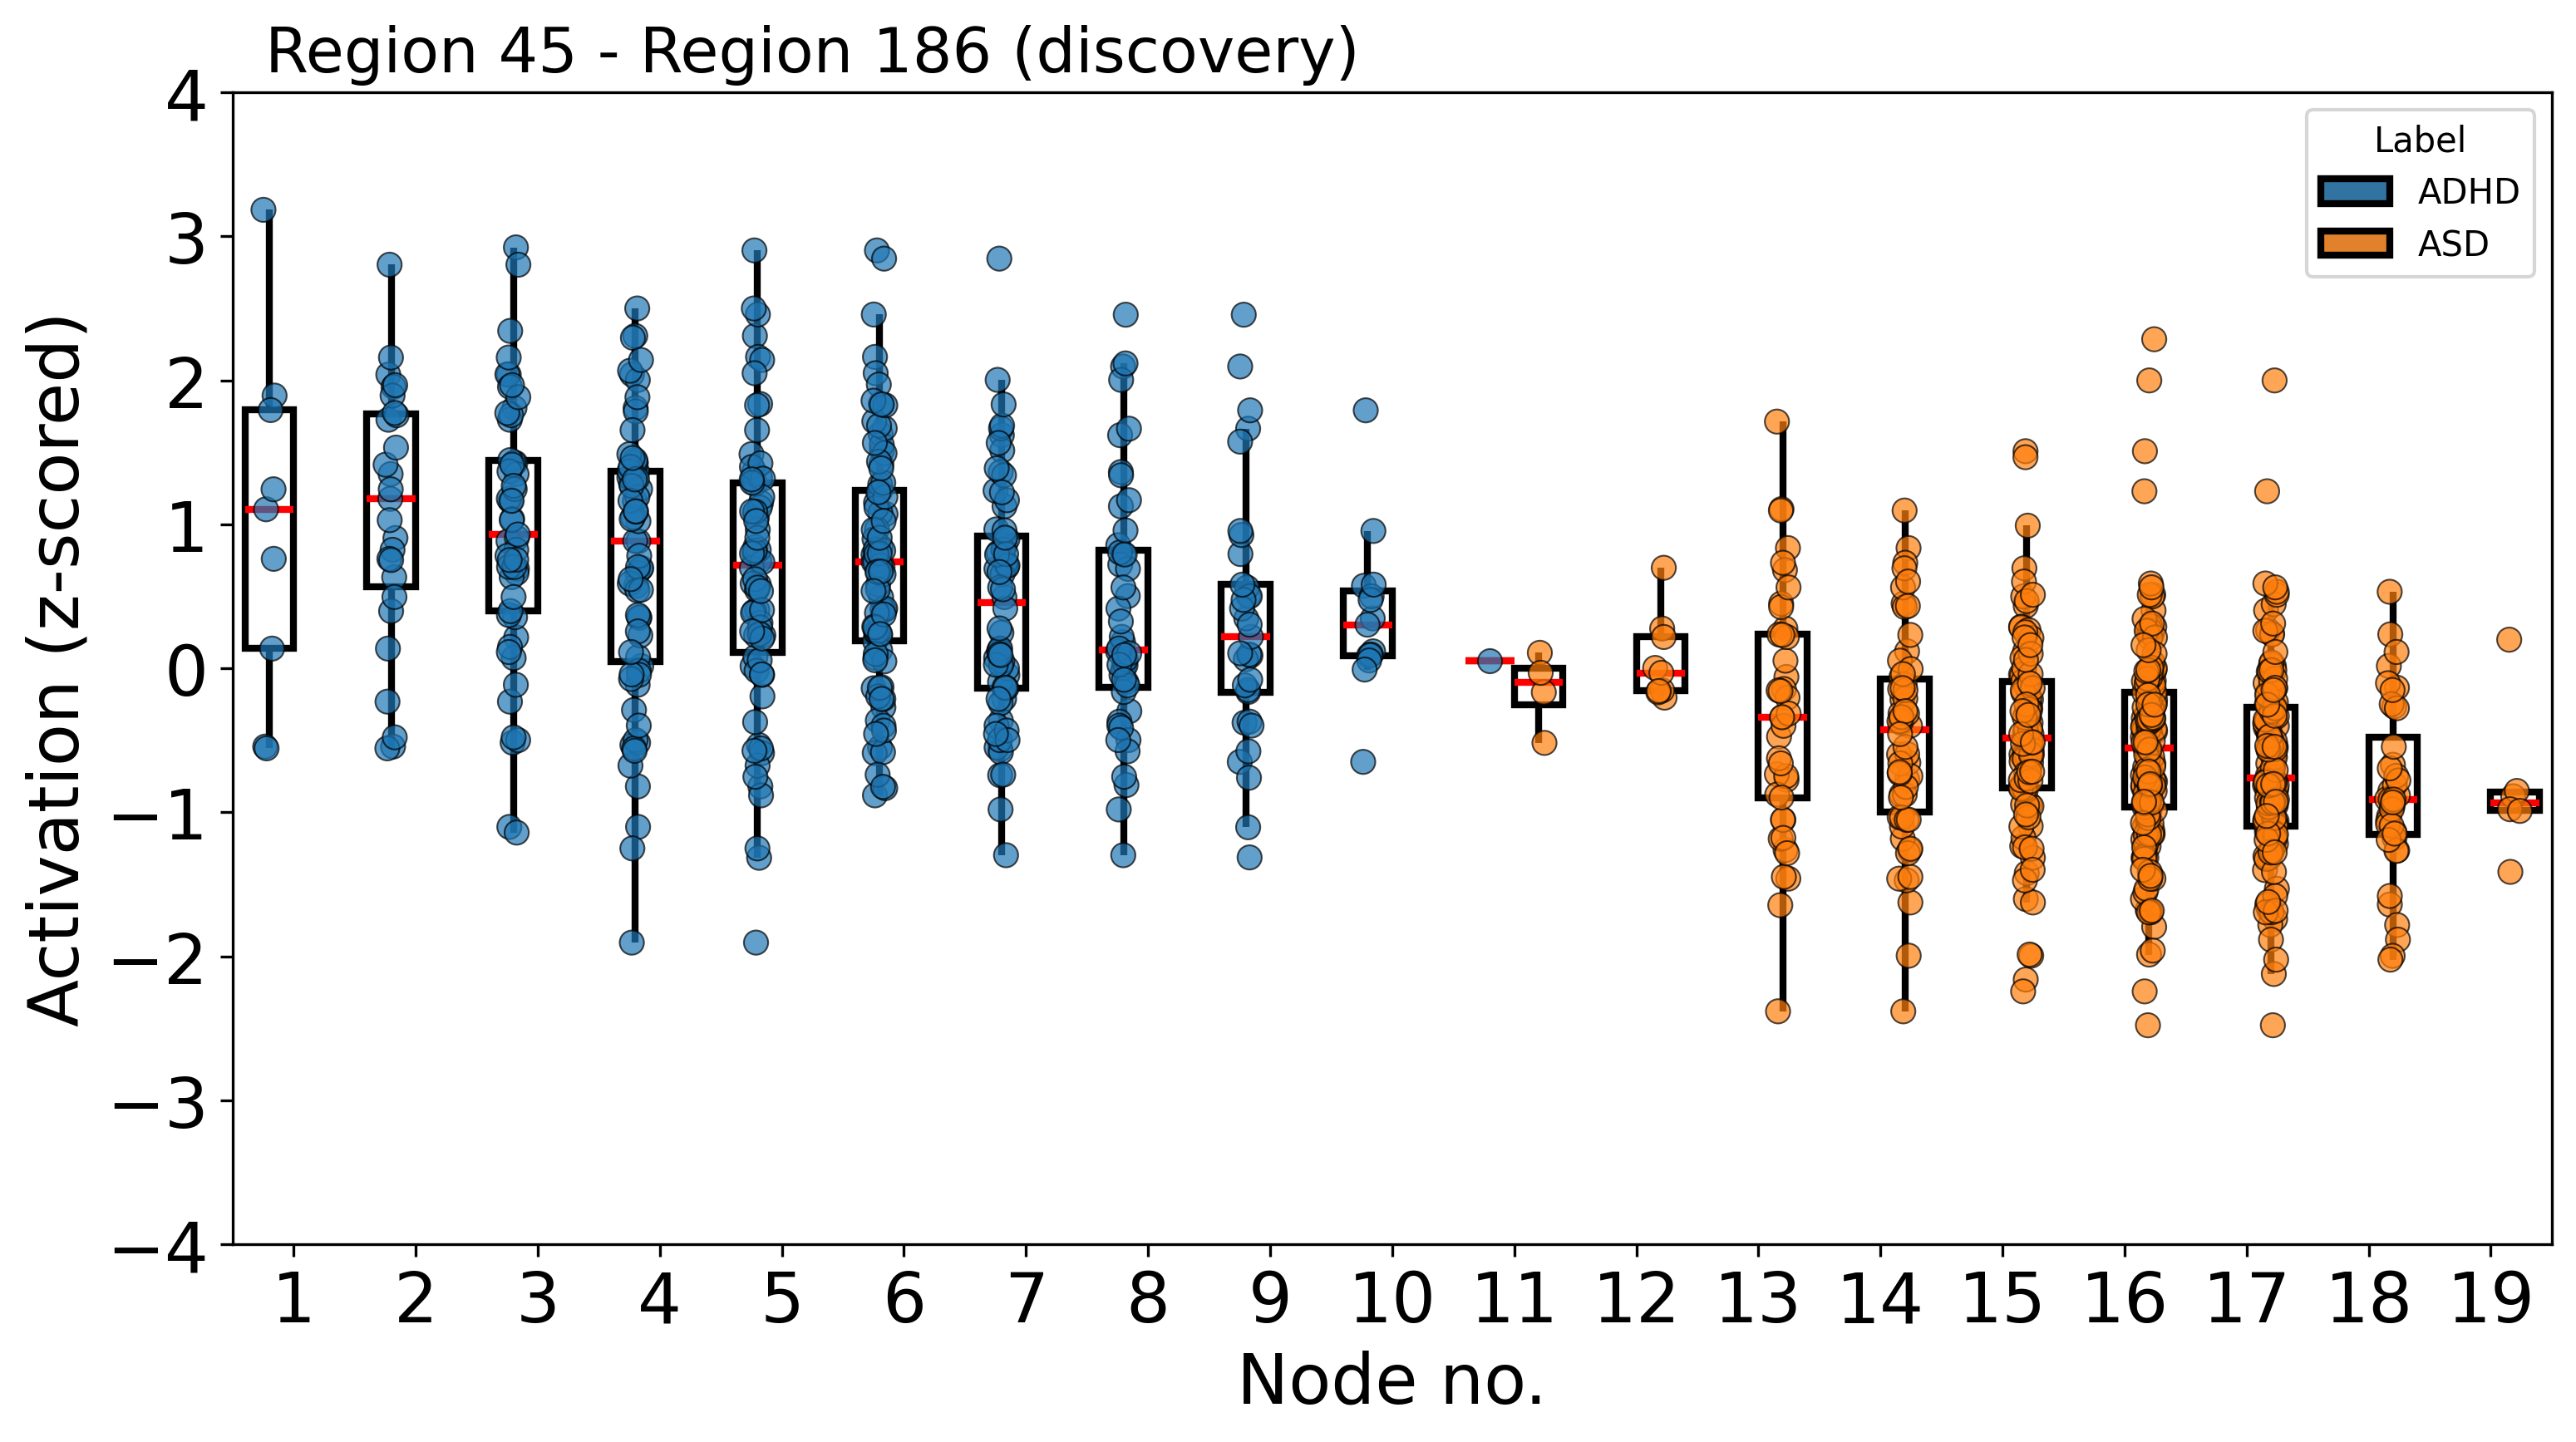 Region 45 - Region 186 (discovery)
Activation (z-scored)
4
3
2
1
0
−1
−2
−3
−4
Label
ADHD
ASD
1 2 3 4 5 6 7 8 9 10 11 12 13 14 15 16 17 18 19
Node no.